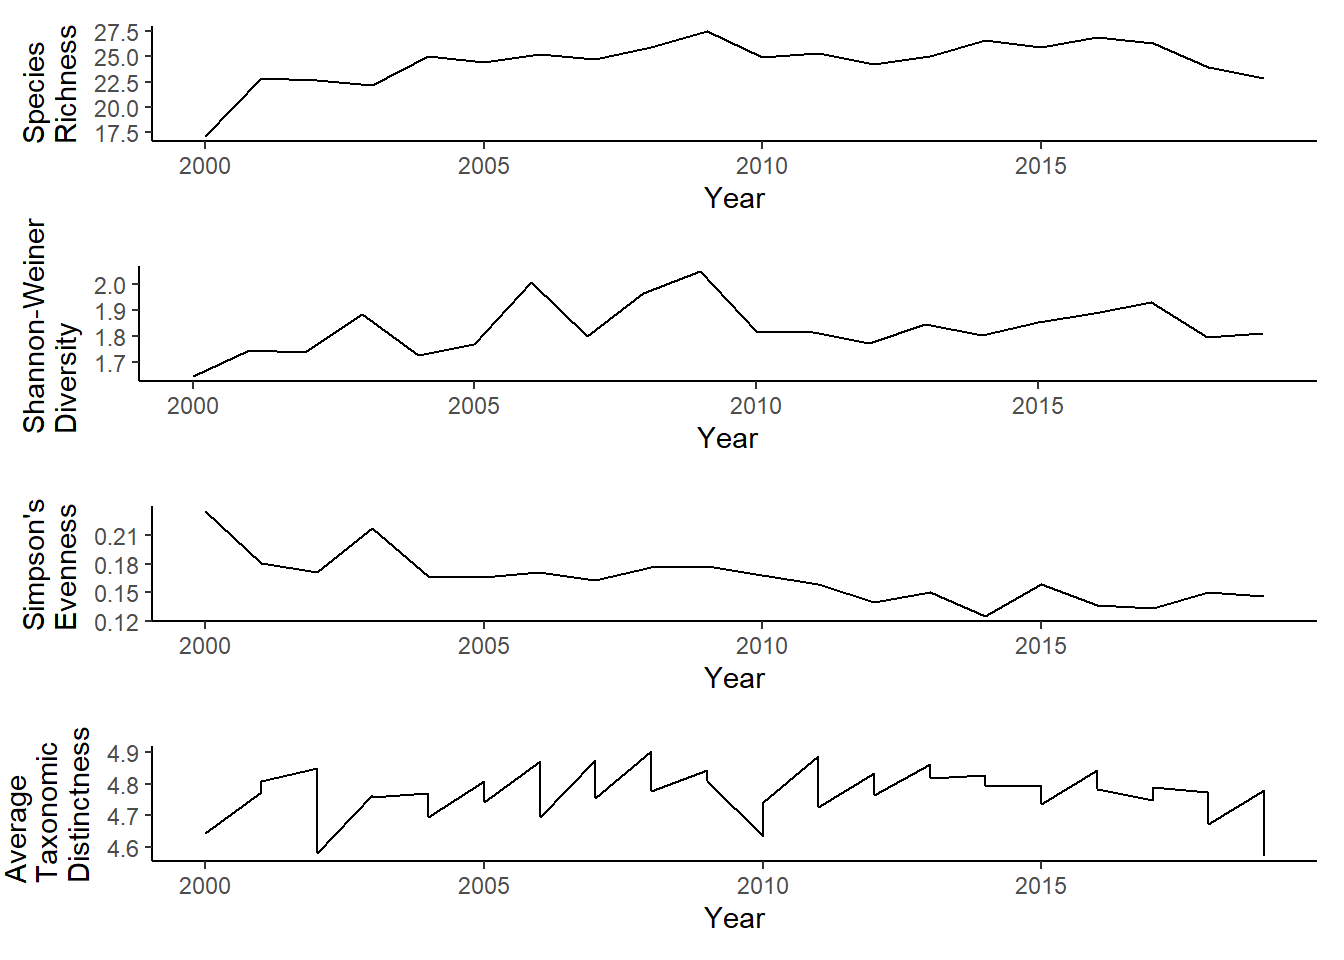 Species
Richness
27.5
25.0
22.5
20.0
17.5
2000 2005 2010 2015
Year
Shannon-Weiner
Diversity
2.0
1.9
1.8
1.7
2000 2005 2010 2015
Year
Simpson's
Evenness
0.21
0.18
0.15
0.12
2000 2005 2010 2015
Year
Average
Taxonomic
Distinctness
4.9
4.8
4.7
4.6
2000 2005 2010 2015
Year